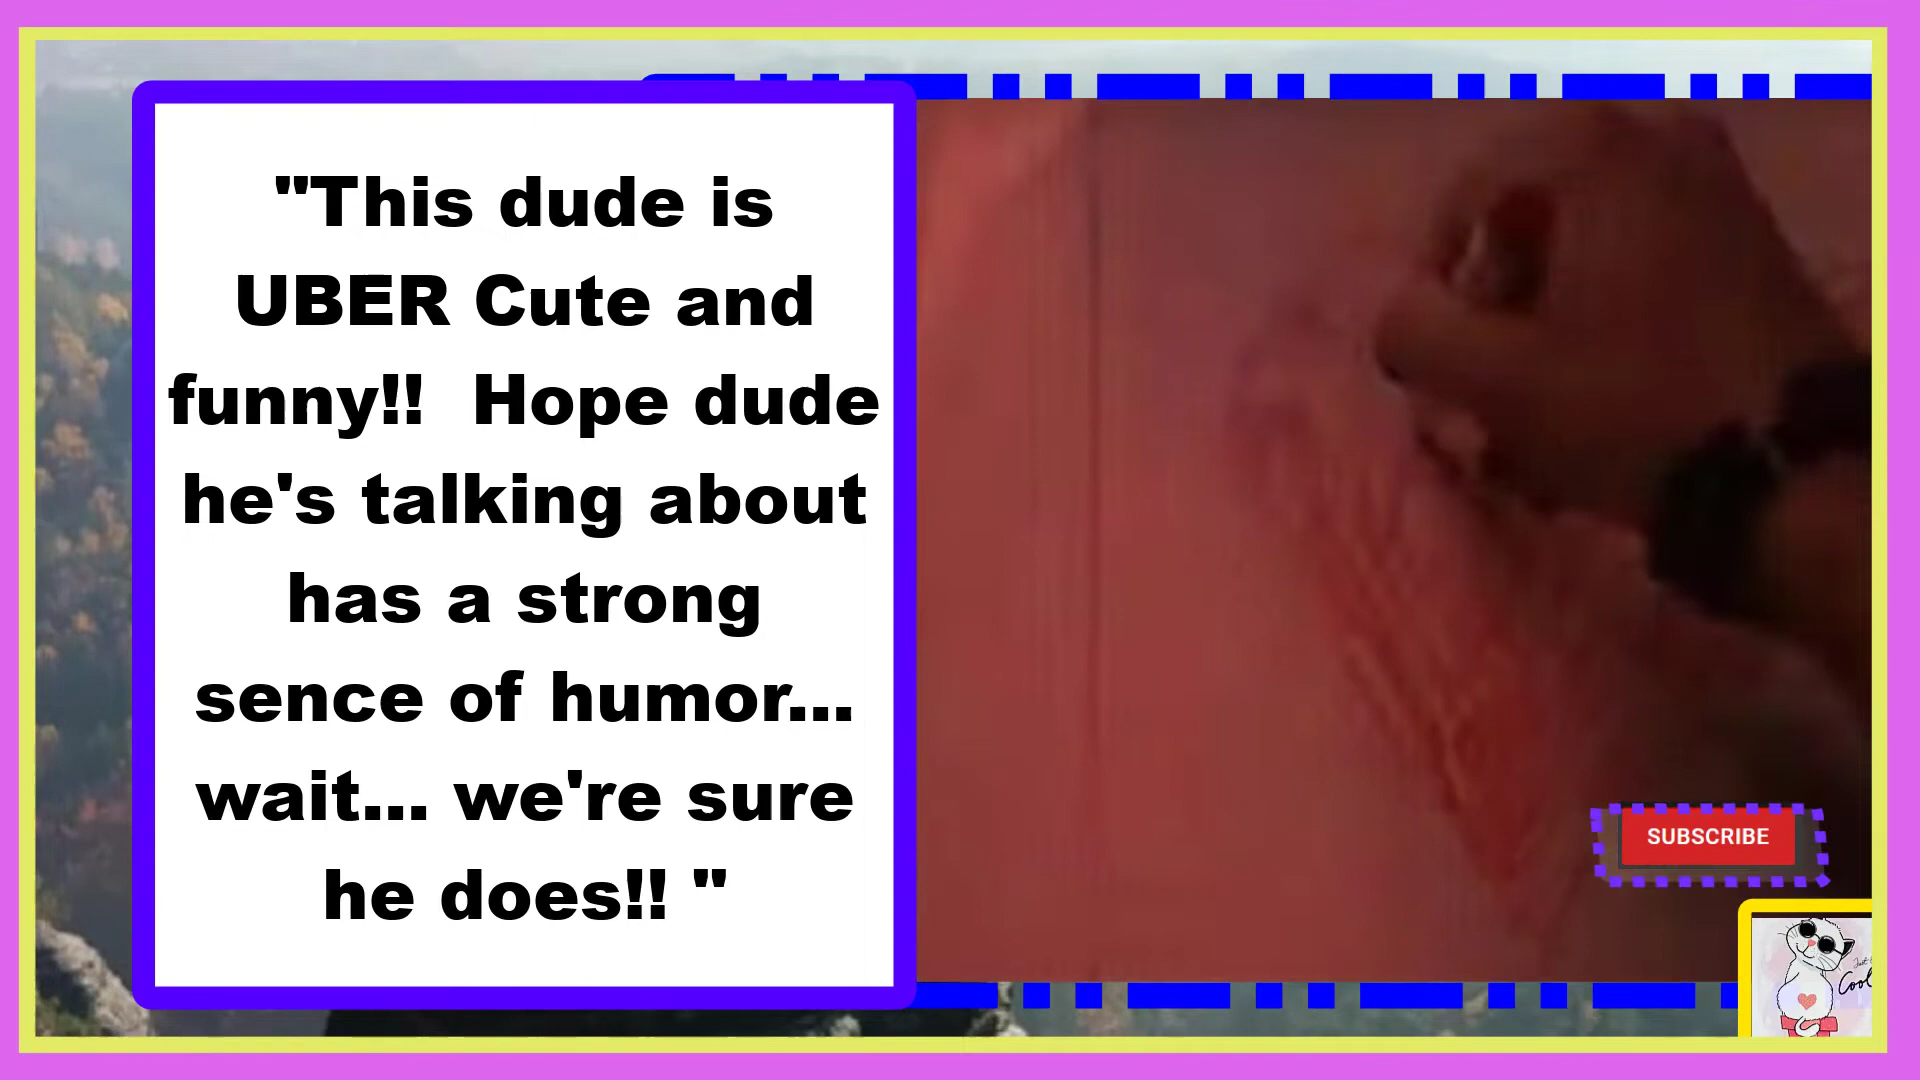 "This dude is
UBER Cute and
funny!!  Hope dude
he's talking about
has a strong
sence of humor...
wait... we're sure
he does!! "
SUBSCRIBE
Cool